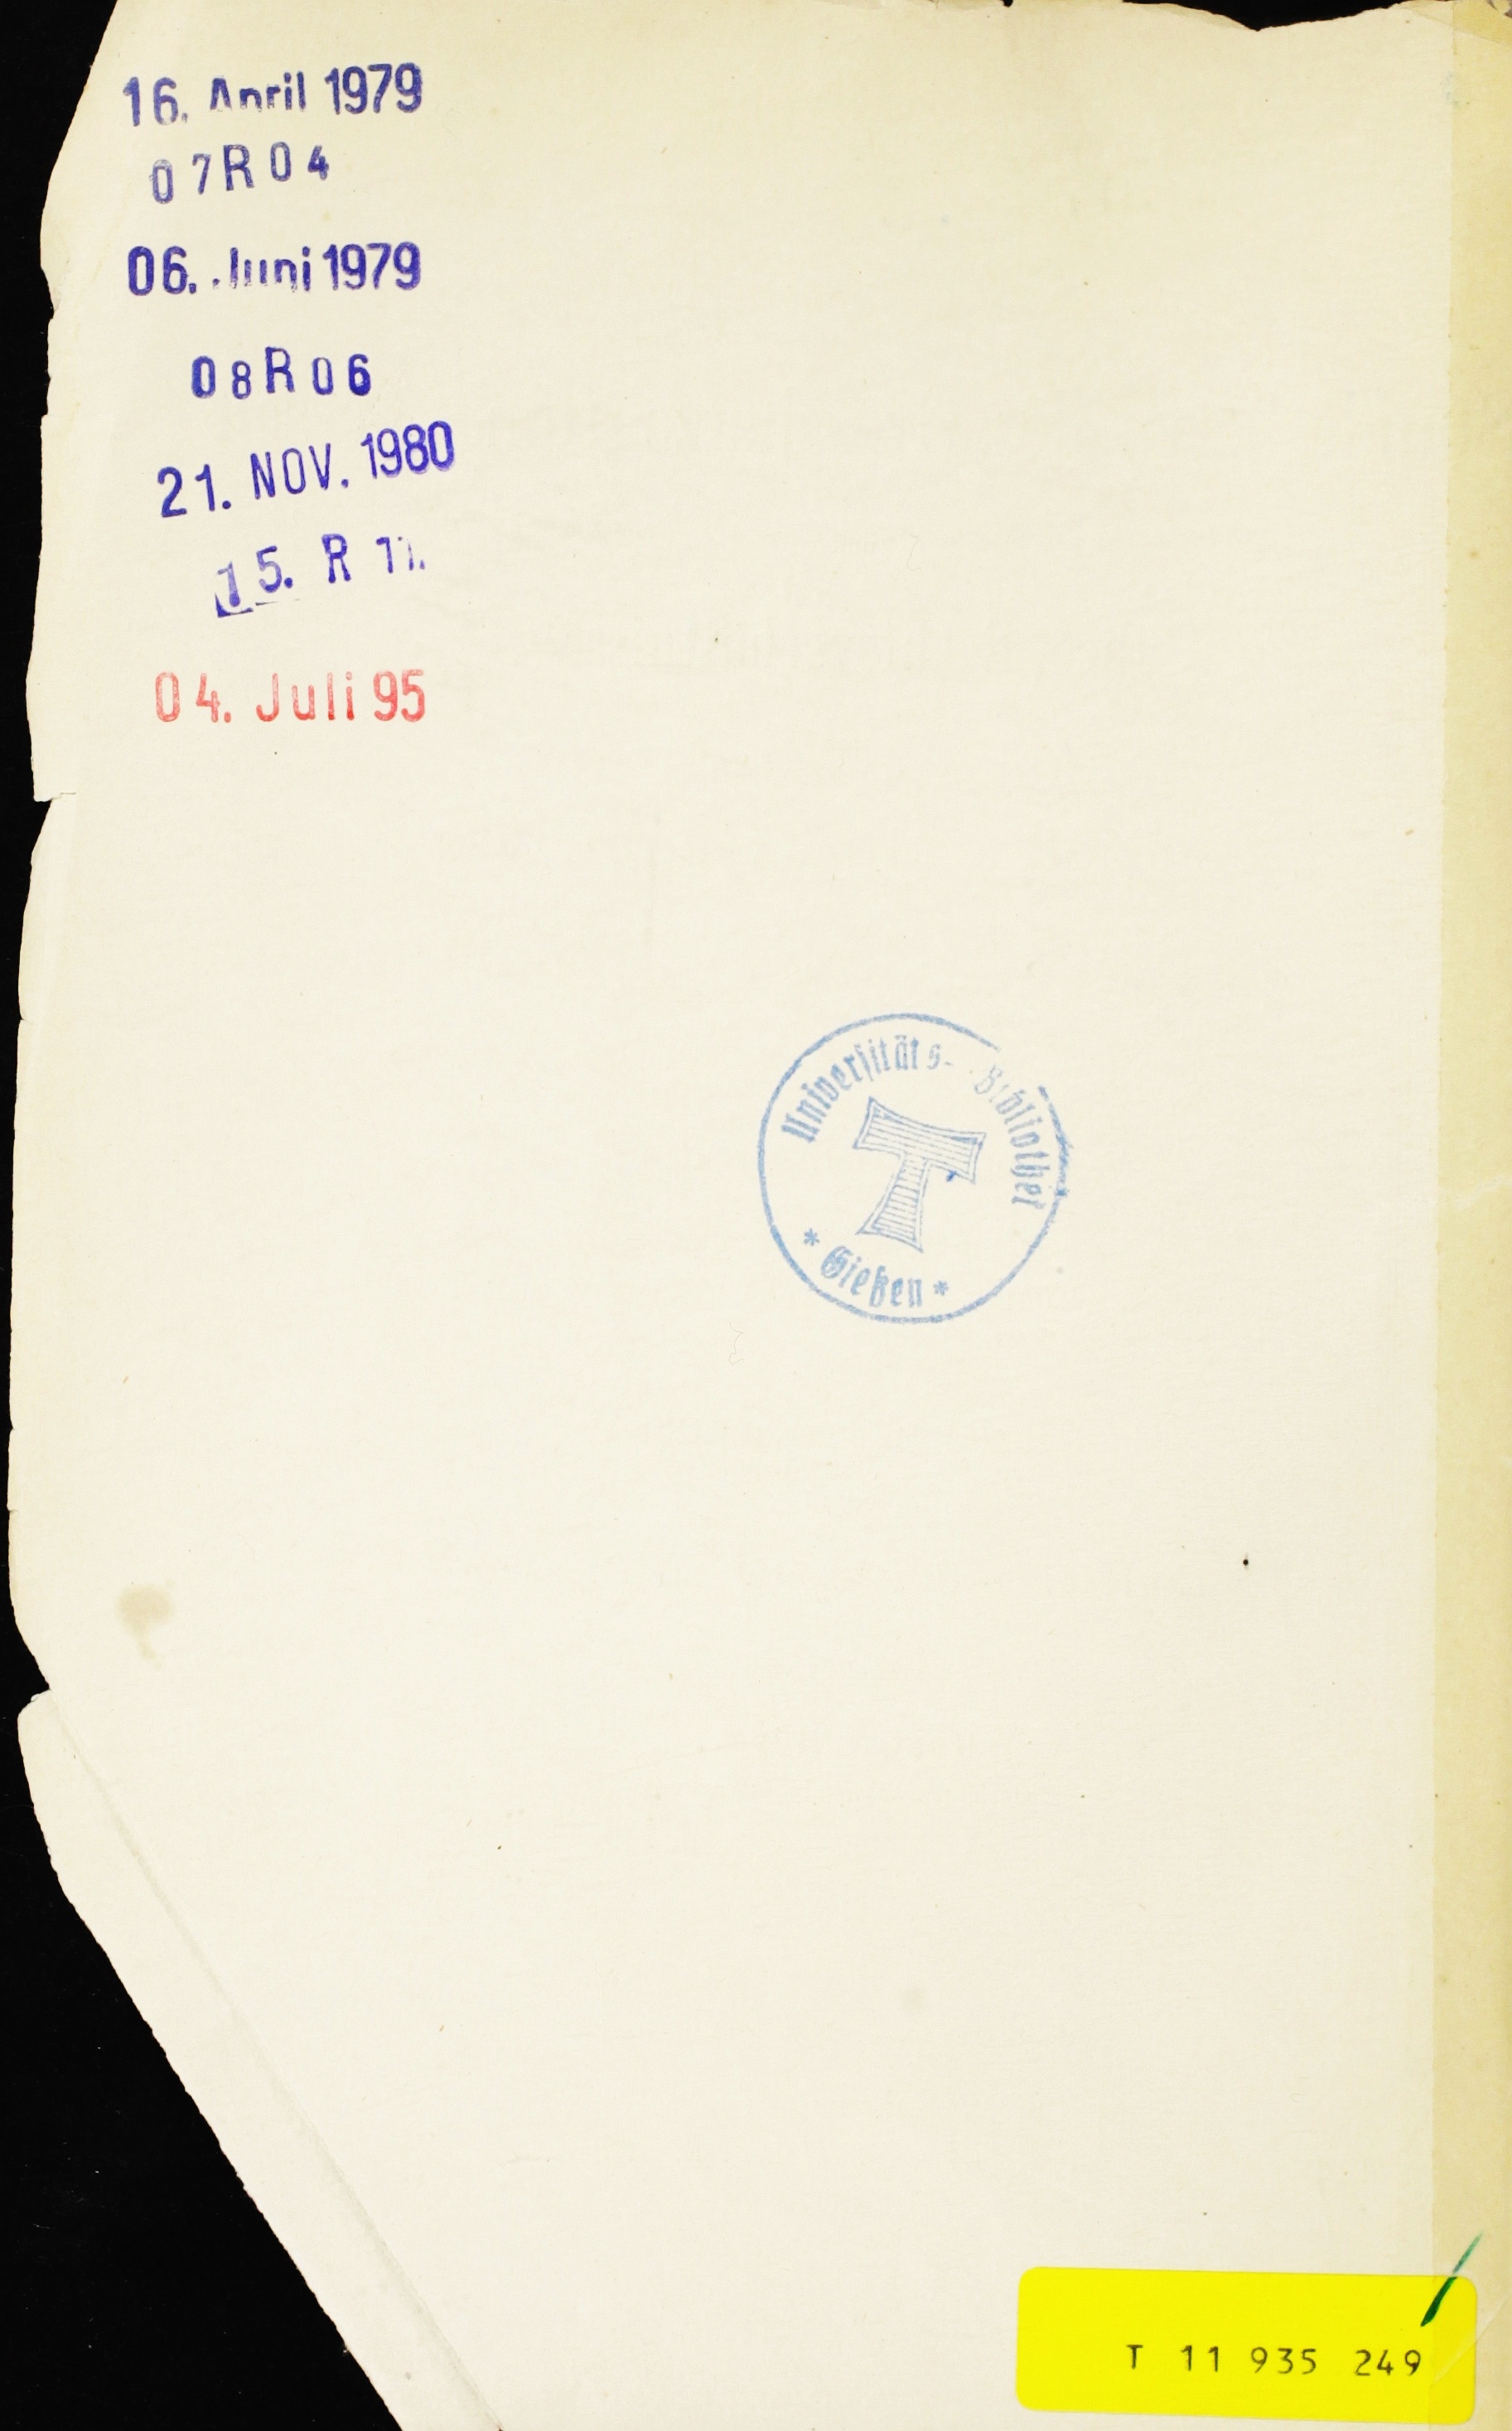 16. April 1979
07R04
06. Juni 1979
08R06
21. NOV. 1980
15. R 11.
04. Juli 95
Universitäts-Bibliothek
* Gießen *
T 11 935 249